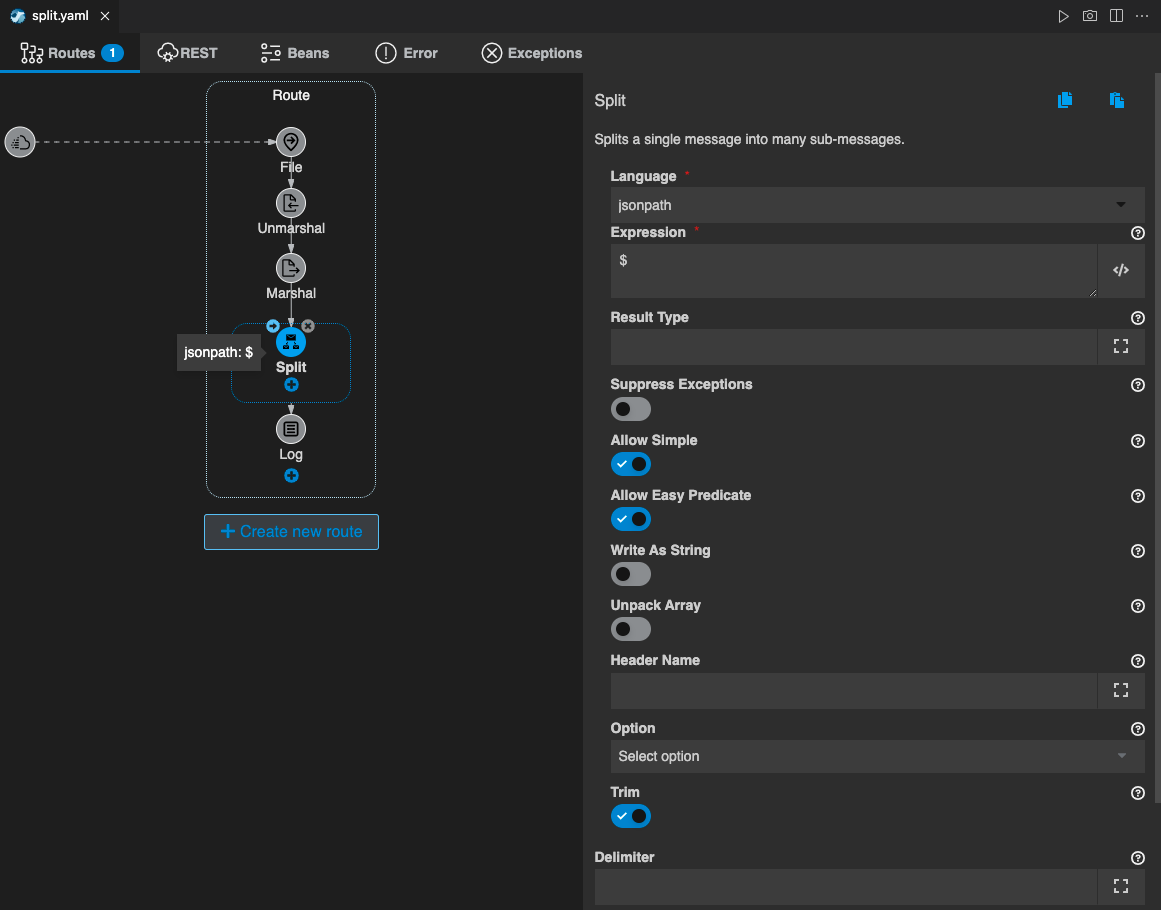 split.yaml
Routes 1 REST Beans Error Exceptions
Route
File
Unmarshal
Marshal
jsonpath: $
Split
Log
Create new route
Split
Splits a single message into many sub-messages.
Language *
jsonpath
Expression *
$
Result Type
Suppress Exceptions
Allow Simple
Allow Easy Predicate
Write As String
Unpack Array
Header Name
Option
Select option
Trim
Delimiter